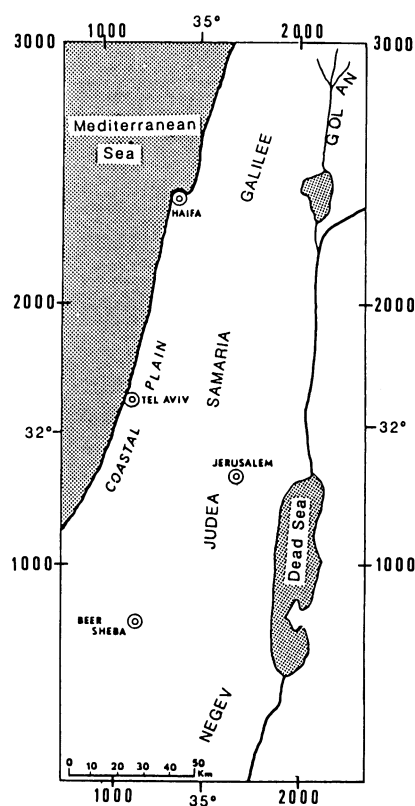 1000 35° 2000
3000 3000
Mediterranean
Sea
GOLAN
GALILEE
HAIFA
2000 2000
COASTAL PLAIN
SAMARIA
TEL AVIV
32° 32°
JERUSALEM
JUDEA
Dead Sea
1000 1000
BEER
SHEBA
NEGEV
0 10 20 30 40 50
Km
1000 35° 2000